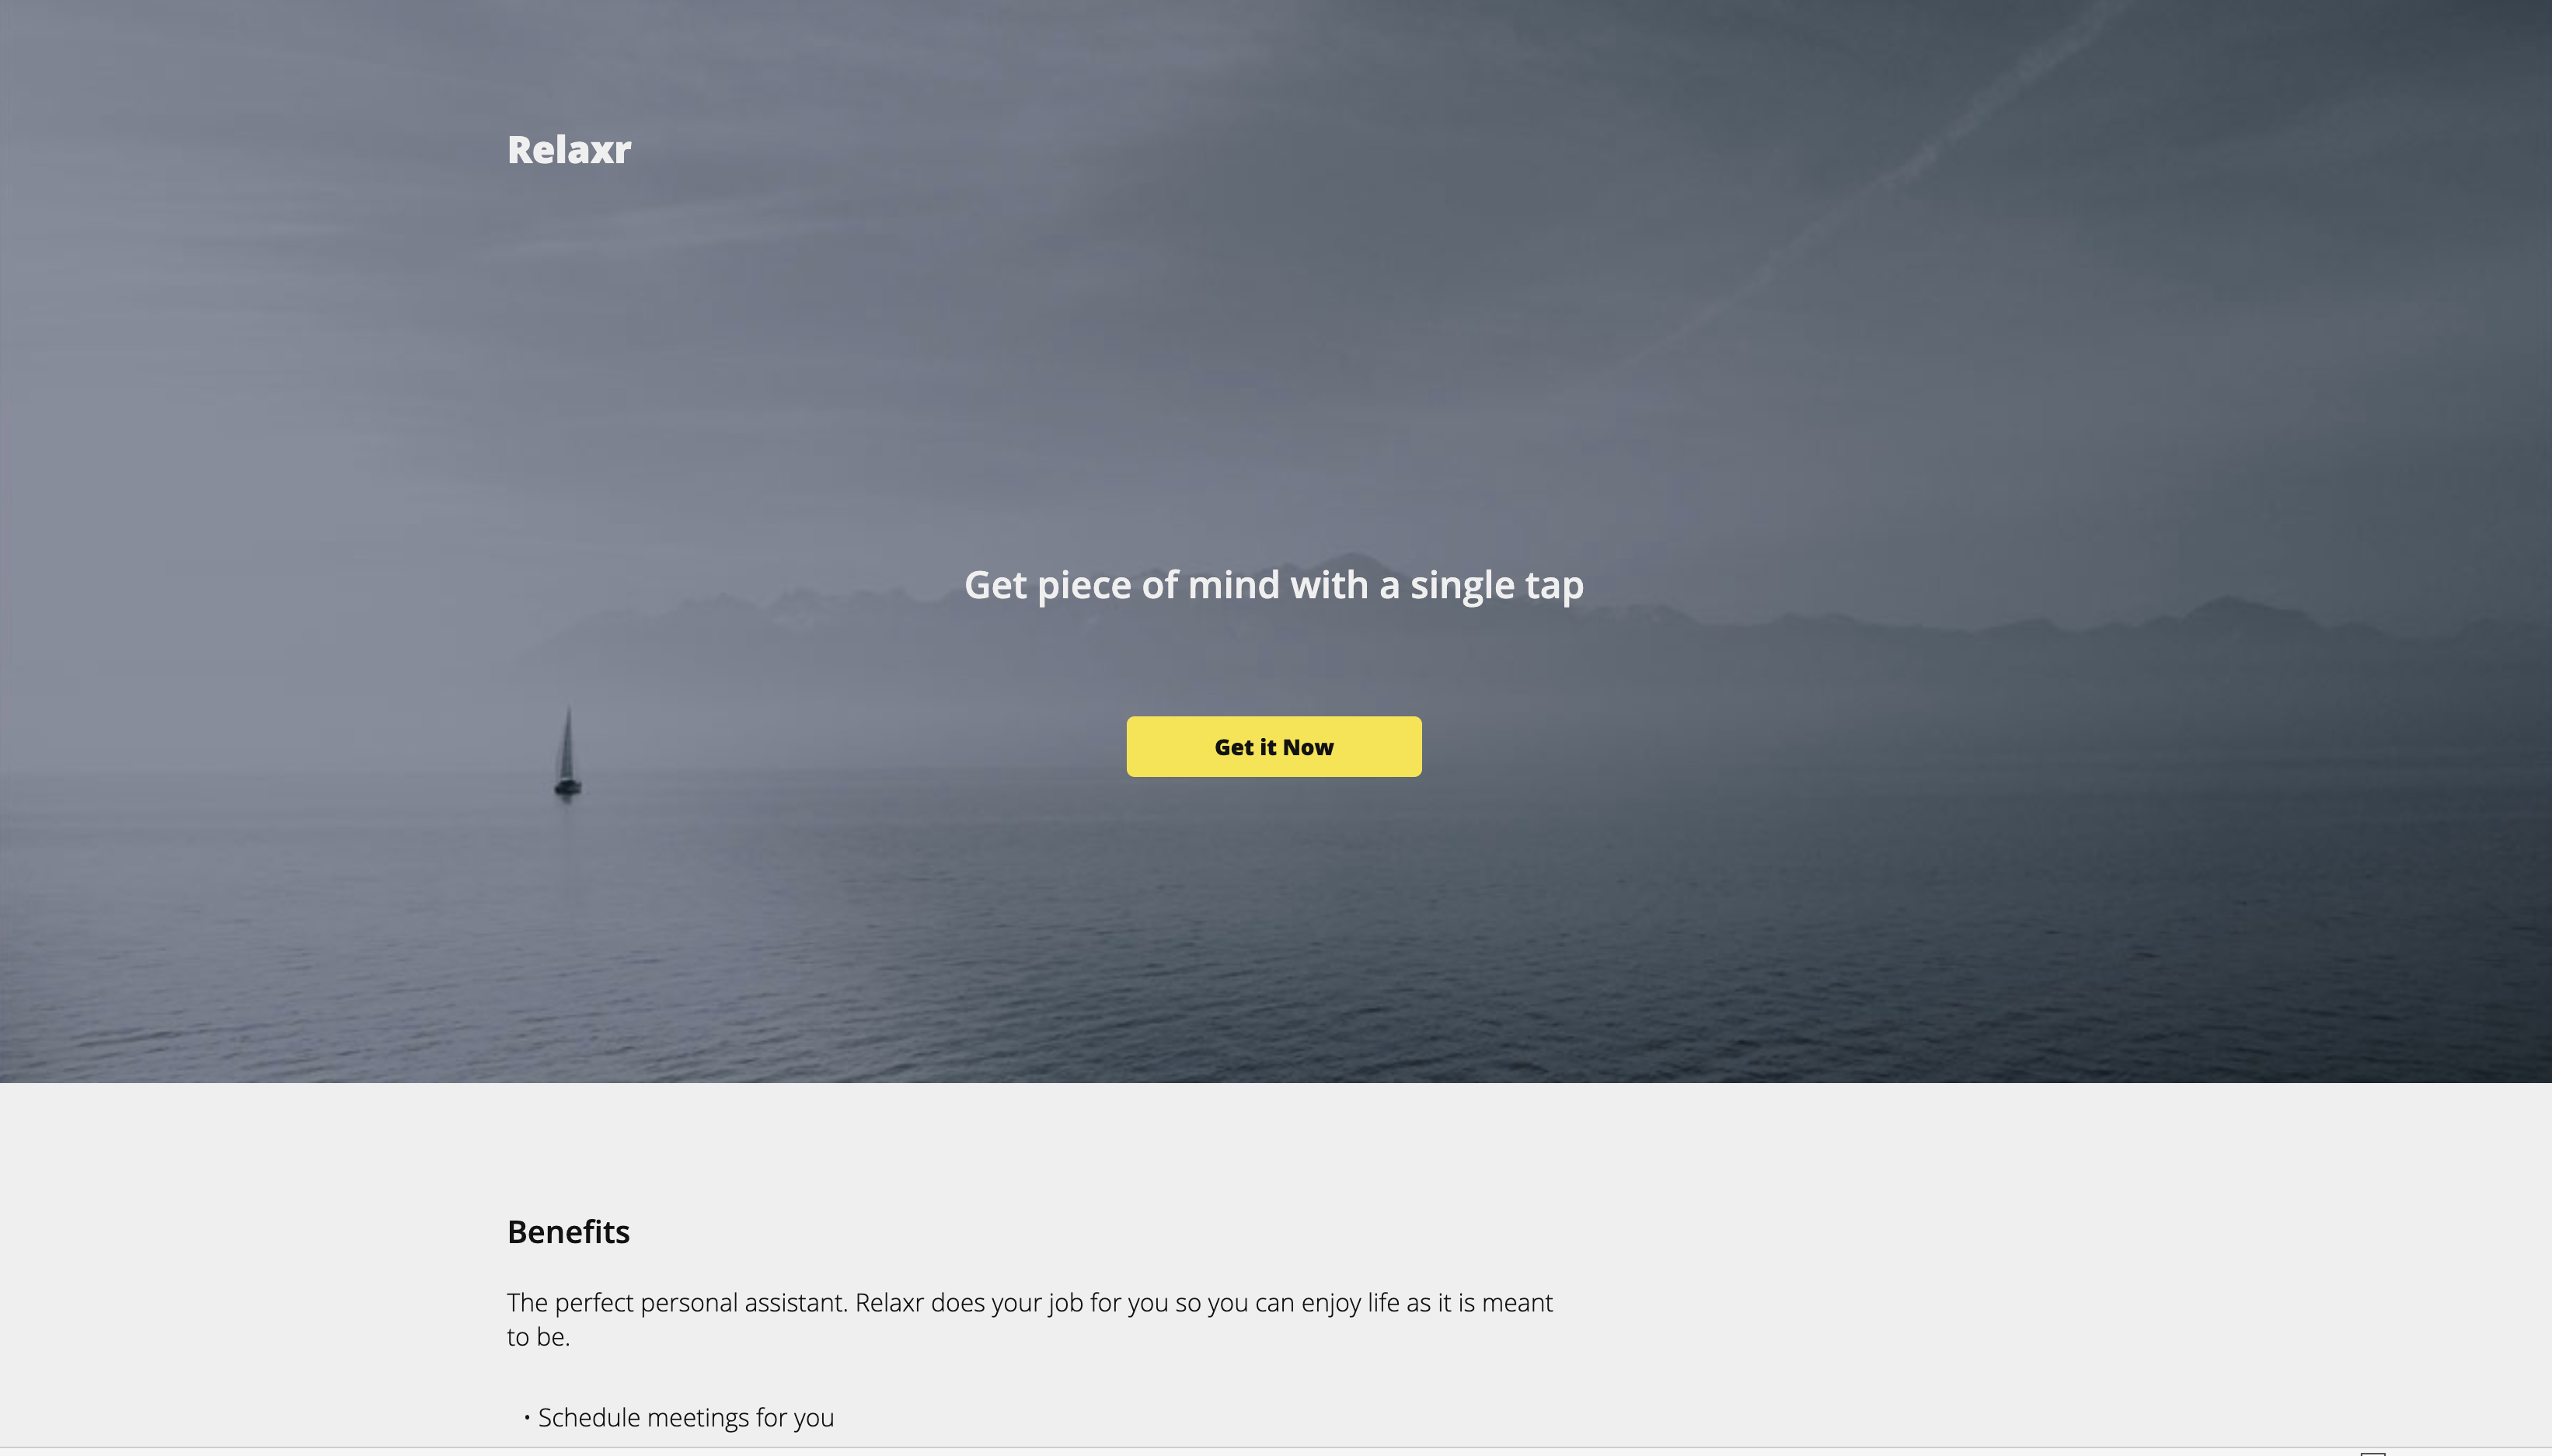 Relaxr
Get piece of mind with a single tap
Get it Now
Benefits
The perfect personal assistant. Relaxr does your job for you so you can enjoy life as it is meant
to be.
• Schedule meetings for you